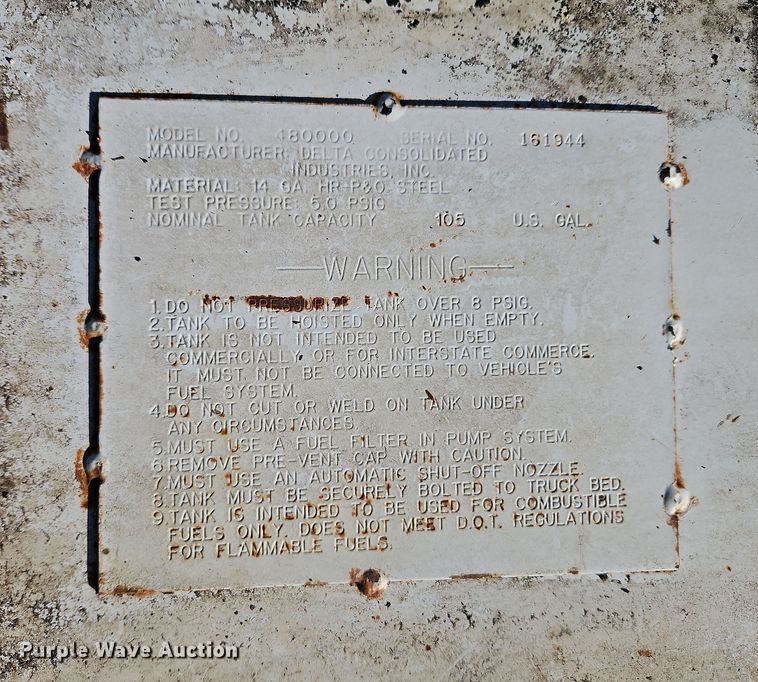 MODEL NO. 480000 SERIAL NO. 161944
MANUFACTURER: DELTA CONSOLIDATED
INDUSTRIES, INC.
MATERIAL: 14 GA. HR-P&O STEEL
TEST PRESSURE: 5.0 PSIG
NOMINAL TANK CAPACITY 105 U.S. GAL.
WARNING
1. DO NOT PRESSURIZE TANK OVER 8 PSIG.
2. TANK TO BE HOISTED ONLY WHEN EMPTY.
3. TANK IS NOT INTENDED TO BE USED
COMMERCIALLY OR FOR INTERSTATE COMMERCE.
IT MUST NOT BE CONNECTED TO VEHICLE'S
FUEL SYSTEM.
4. DO NOT CUT OR WELD ON TANK UNDER
ANY CIRCUMSTANCES.
5. MUST USE A FUEL FILTER IN PUMP SYSTEM.
6. REMOVE PRE-VENT CAP WITH CAUTION.
7. MUST USE AN AUTOMATIC SHUT-OFF NOZZLE.
8. TANK MUST BE SECURELY BOLTED TO TRUCK BED.
9. TANK IS INTENDED TO BE USED FOR COMBUSTIBLE
FUELS ONLY. DOES NOT MEET D.O.T. REGULATIONS
FOR FLAMMABLE FUELS.
Purple Wave Auction